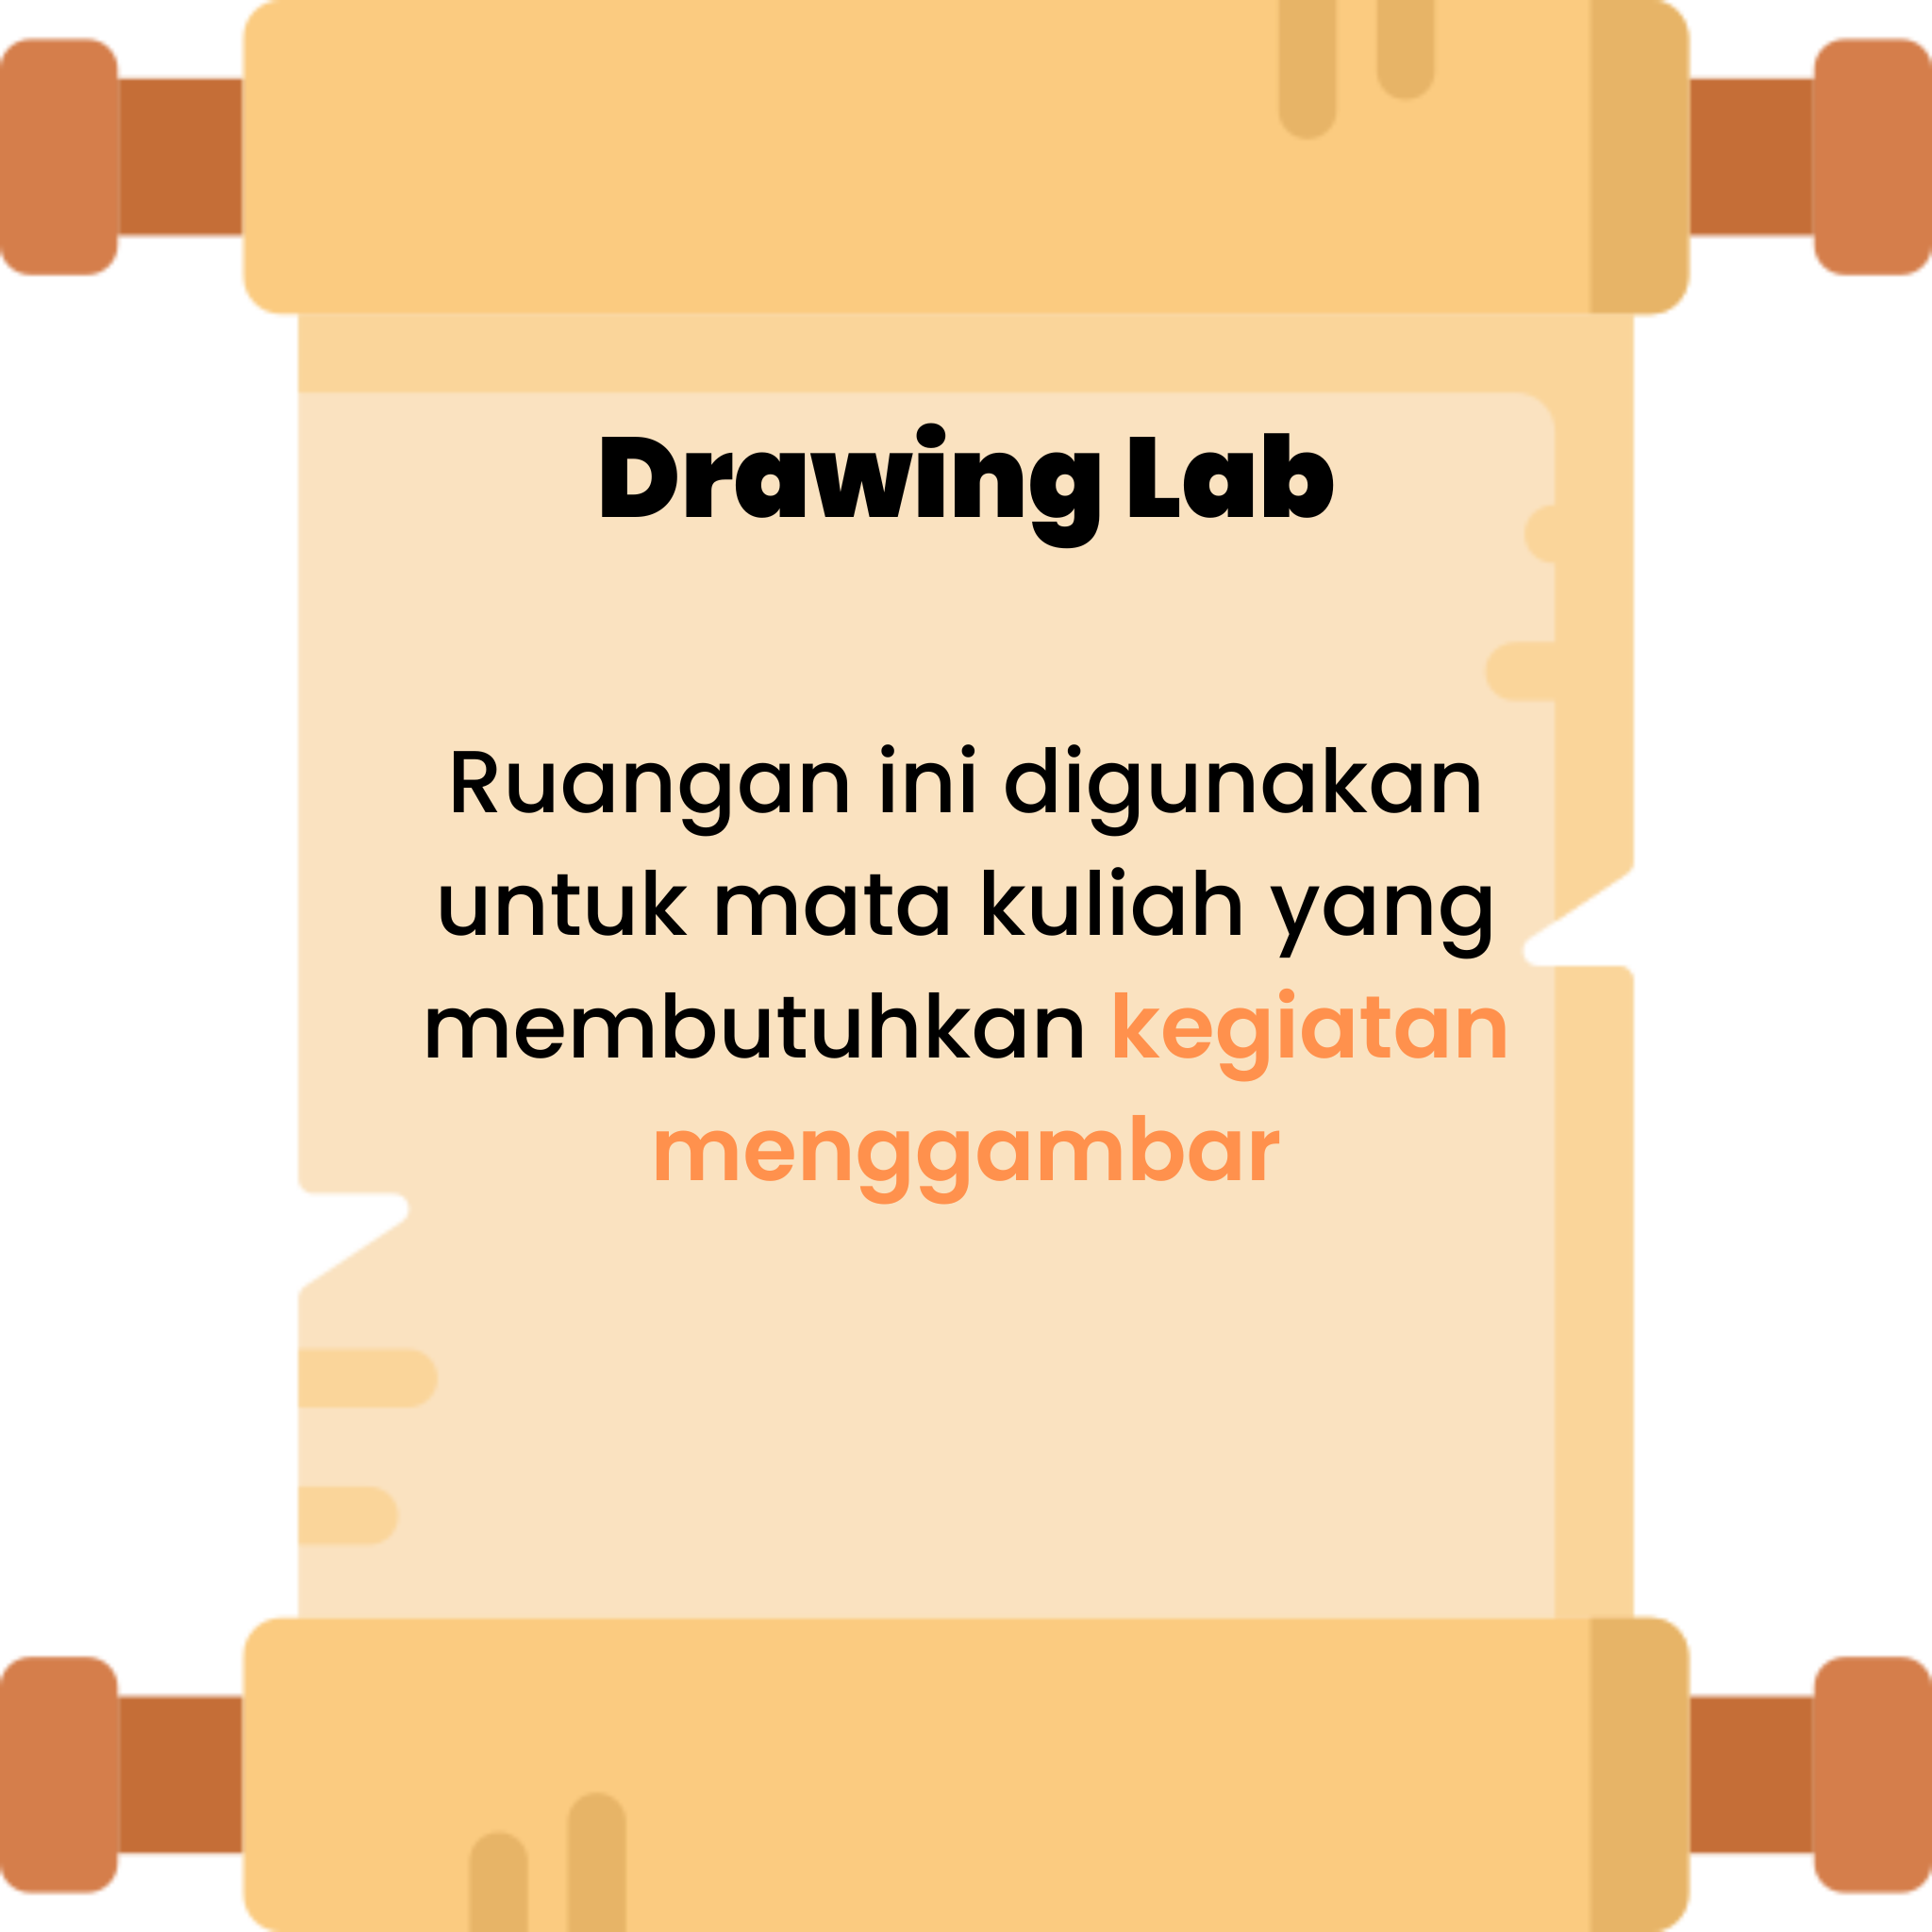 Drawing Lab
Ruangan ini digunakan
untuk mata kuliah yang
membutuhkan kegiatan
menggambar